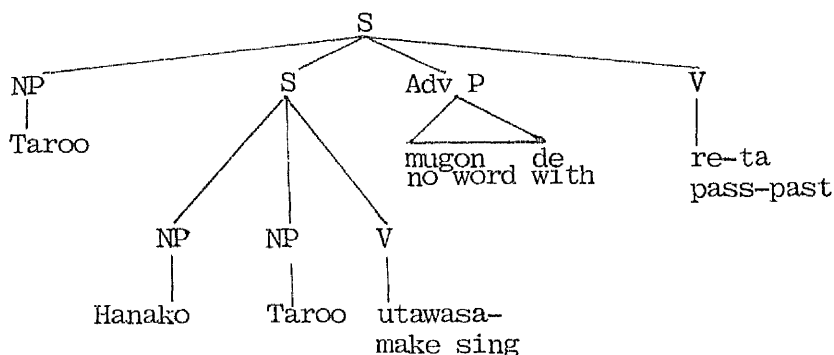 S
NP S Adv P V
Taroo mugon de re-ta
no word with pass-past
NP NP V
Hanako Taroo utawasa-
make sing